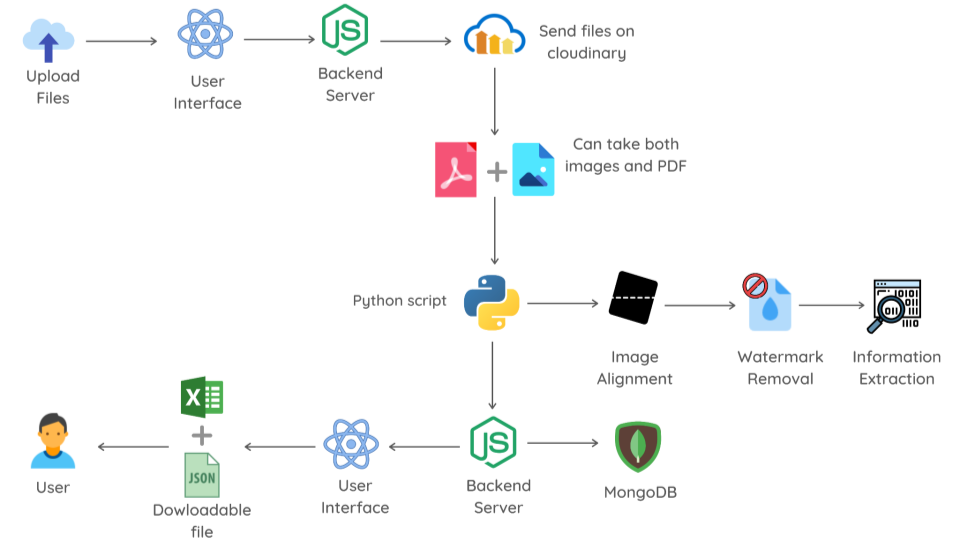 Upload
Files
User
Interface
JS
Backend
Server
Send files on
cloudinary
Can take both
images and PDF
Python script
Image
Alignment
Watermark
Removal
Information
Extraction
User
X
JSON
Dowloadable
file
User
Interface
JS
Backend
Server
MongoDB